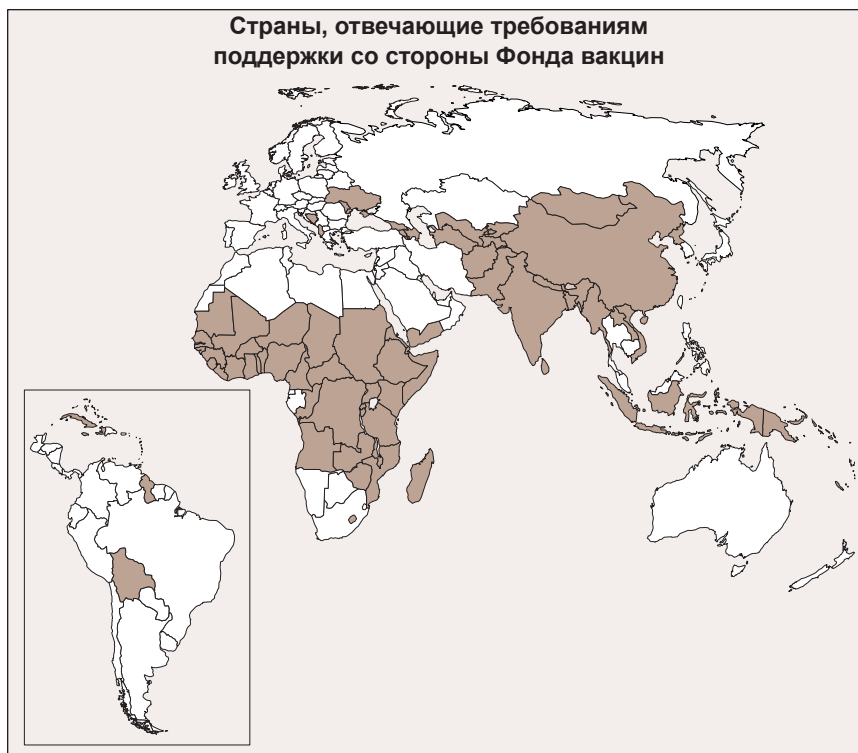 Страны, отвечающие требованиям
поддержки со стороны Фонда вакцин